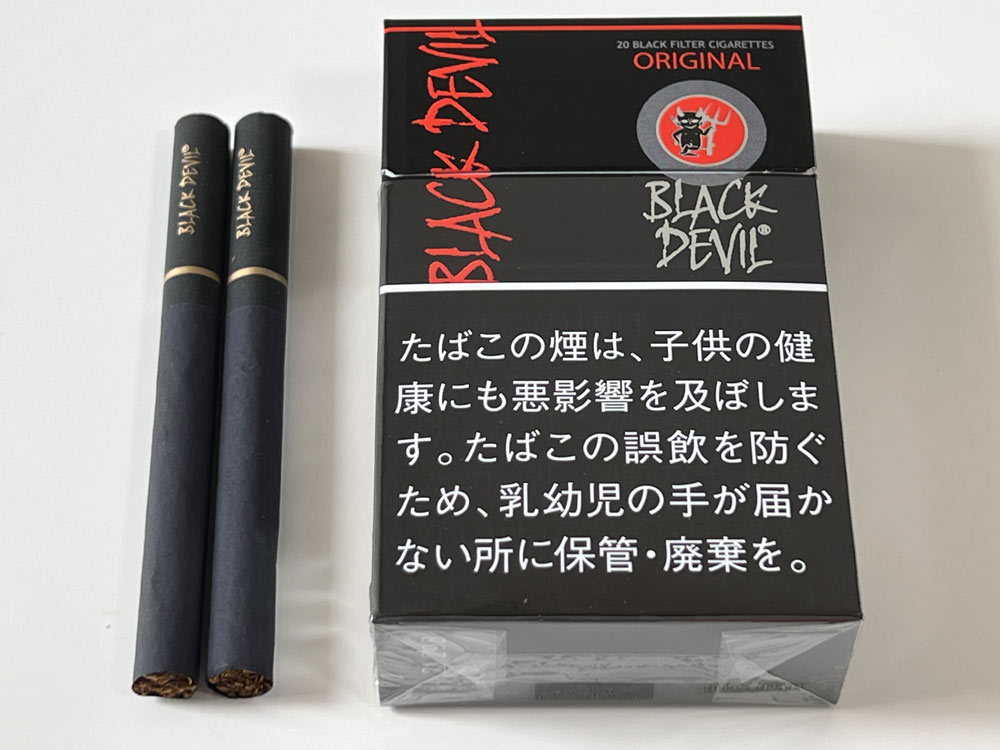 BLACK DEVIL®
BLACK DEVIL®
BLACK DEVIL
20 BLACK FILTER CIGARETTES
ORIGINAL
BLACK
DEVIL®
たばこの煙は、子供の健
康にも悪影響を及ぼしま
す。たばこの誤飲を防ぐ
ため、乳幼児の手が届か
ない所に保管・廃棄を。